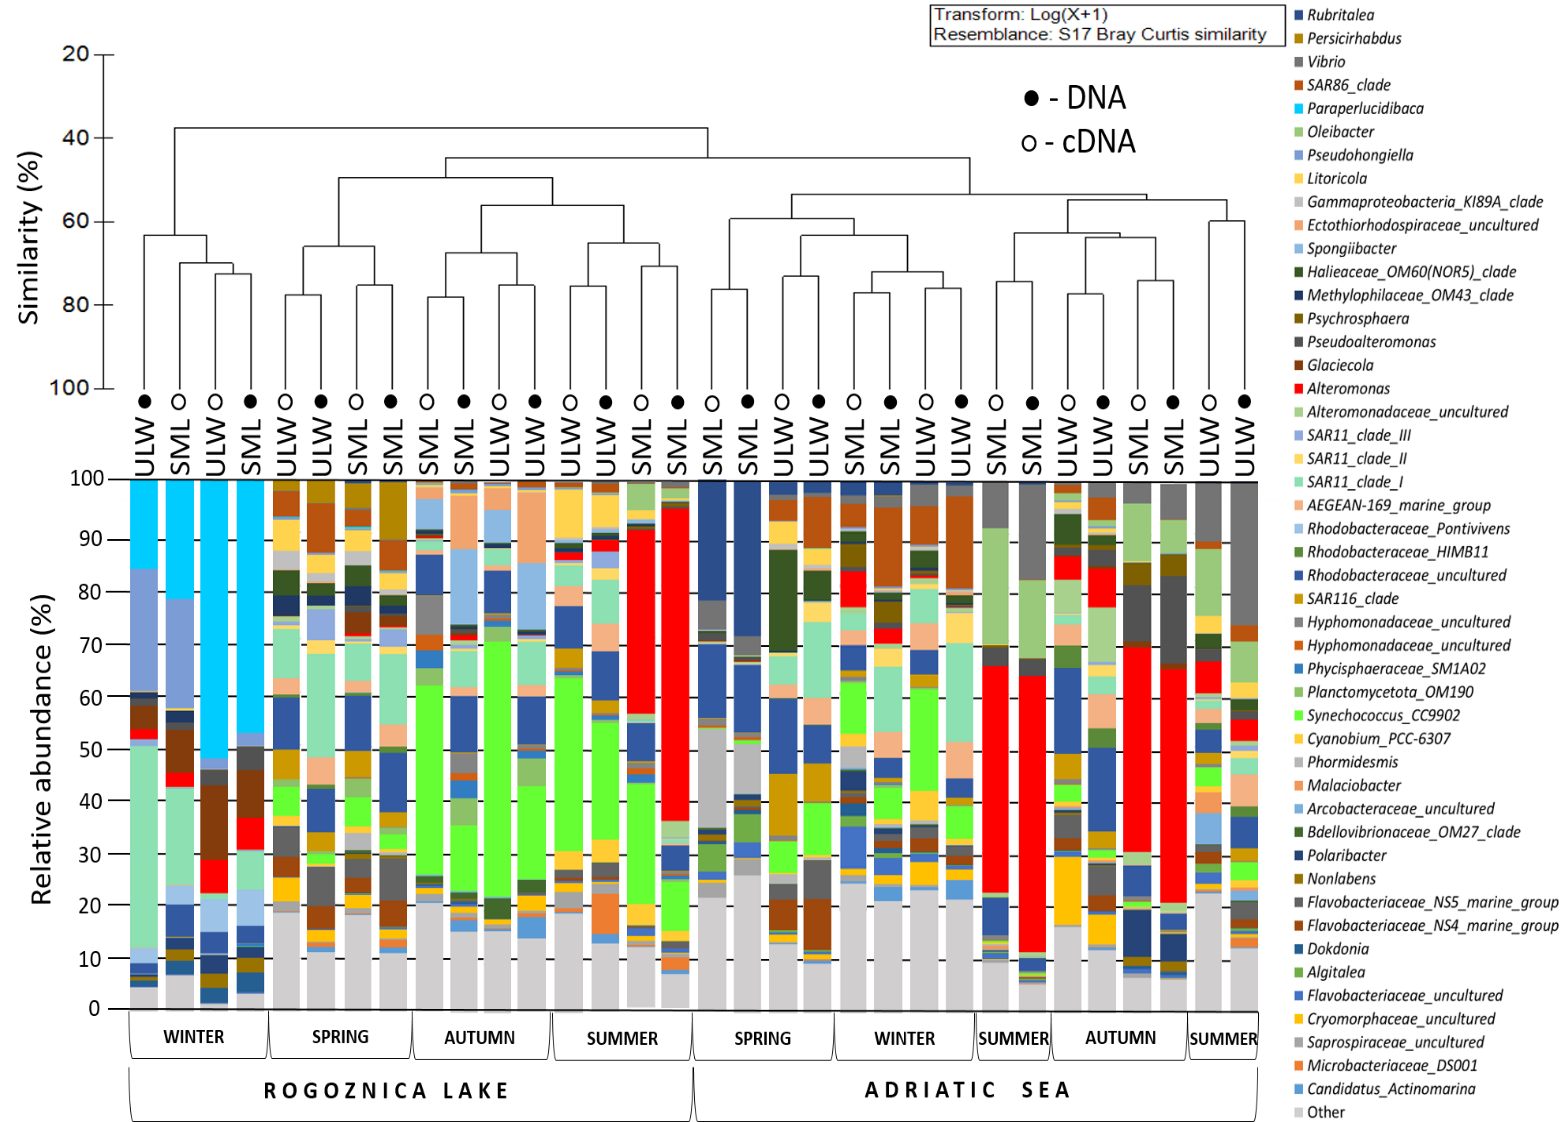 Transform: Log(X+1)
Resemblance: S17 Bray Curtis similarity
● - DNA
○ - cDNA
Similarity (%)
20
40
60
80
100
ULW SML ULW SML ULW ULW SML SML SML SML ULW ULW ULW ULW SML SML SML SML ULW ULW SML SML ULW ULW SML SML ULW ULW SML SML ULW ULW
Relative abundance (%)
100
90
80
70
60
50
40
30
20
10
0
WINTER SPRING AUTUMN SUMMER SPRING WINTER SUMMER AUTUMN SUMMER
ROGOZNICA LAKE ADRIATIC SEA
Rubritalea
Persicirhabdus
Vibrio
SAR86_clade
Paraperlucidibaca
Oleibacter
Pseudohongiella
Litoricola
Gammaproteobacteria_KI89A_clade
Ectothiorhodospiraceae_uncultured
Spongiibacter
Halieaceae_OM60(NOR5)_clade
Methylophilaceae_OM43_clade
Psychrosphaera
Pseudoalteromonas
Glaciecola
Alteromonas
Alteromonadaceae_uncultured
SAR11_clade_III
SAR11_clade_II
SAR11_clade_I
AEGEAN-169_marine_group
Rhodobacteraceae_Pontivivens
Rhodobacteraceae_HIMB11
Rhodobacteraceae_uncultured
SAR116_clade
Hyphomonadaceae_uncultured
Hyphomonadaceae_uncultured
Phycisphaeraceae_SM1A02
Planctomycetota_OM190
Synechococcus_CC9902
Cyanobium_PCC-6307
Phormidesmis
Malaciobacter
Arcobacteraceae_uncultured
Bdellovibrionaceae_OM27_clade
Polaribacter
Nonlabens
Flavobacteriaceae_NS5_marine_group
Flavobacteriaceae_NS4_marine_group
Dokdonia
Algitalea
Flavobacteriaceae_uncultured
Cryomorphaceae_uncultured
Saprospiraceae_uncultured
Microbacteriaceae_DS001
Candidatus_Actinomarina
Other